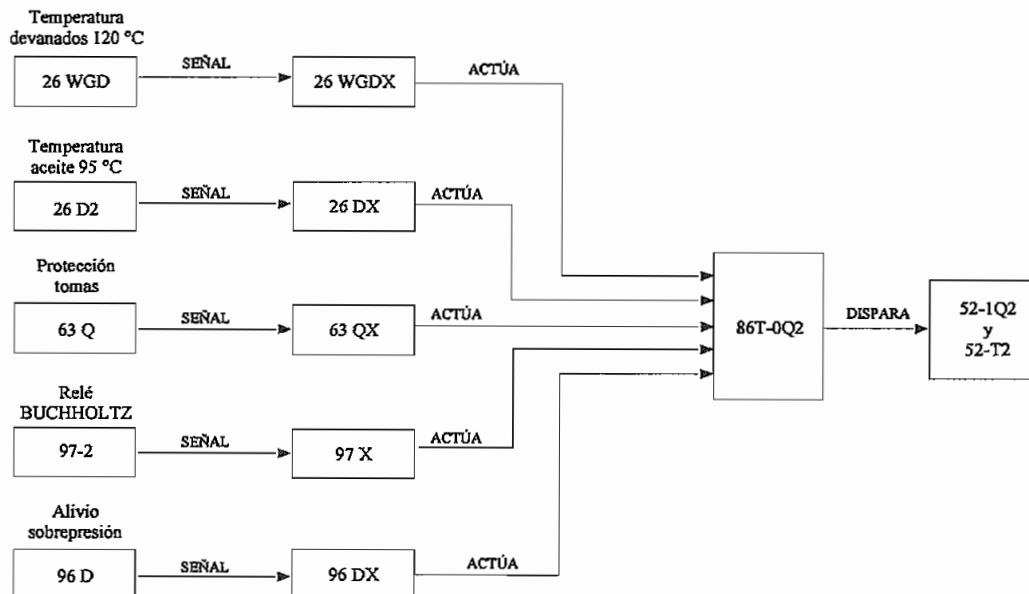 Temperatura
devanados 120 °C
26 WGD
SEÑAL
26 WGDX
ACTÚA
Temperatura
aceite 95 °C
26 D2
SEÑAL
26 DX
ACTÚA
Protección
tomas
63 Q
SEÑAL
63 QX
ACTÚA
86T-0Q2
DISPARA
52-1Q2
y
52-T2
Relé
BUCHHOLTZ
97-2
SEÑAL
97 X
ACTÚA
Alivio
sobrepresión
96 D
SEÑAL
96 DX
ACTÚA